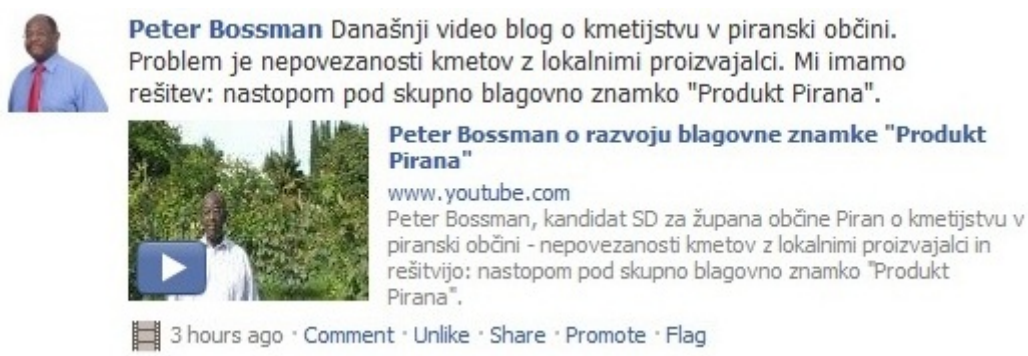 Peter Bossman Današnji video blog o kmetijstvu v piranski občini.
Problem je nepovezanosti kmetov z lokalnimi proizvajalci. Mi imamo
rešitev: nastopom pod skupno blagovno znamko "Produkt Pirana".
Peter Bossman o razvoju blagovne znamke "Produkt
Pirana"
www.youtube.com
Peter Bossman, kandidat SD za župana občine Piran o kmetijstvu v
piranski občini - nepovezanosti kmetov z lokalnimi proizvajalci in
rešitvijo: nastopom pod skupno blagovno znamko "Produkt
Pirana".
3 hours ago · Comment · Unlike · Share · Promote · Flag